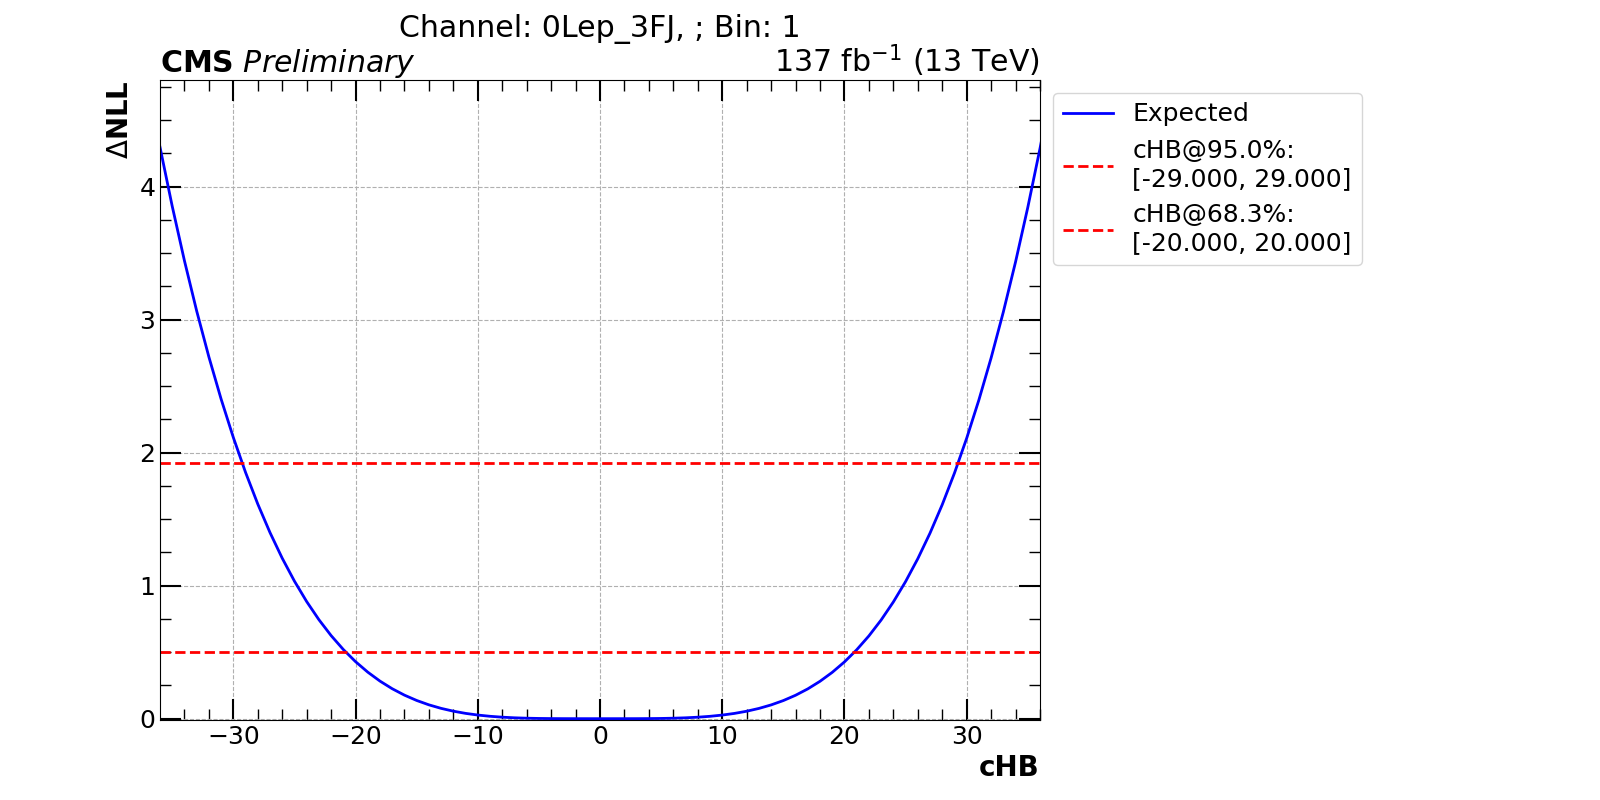 Channel: 0Lep_3FJ, ; Bin: 1
CMS Preliminary
137 fb⁻¹ (13 TeV)
ΔNLL
4
3
2
1
0
−30
−20
−10
0
10
20
30
cHB
Expected
cHB@95.0%:
[-29.000, 29.000]
cHB@68.3%:
[-20.000, 20.000]